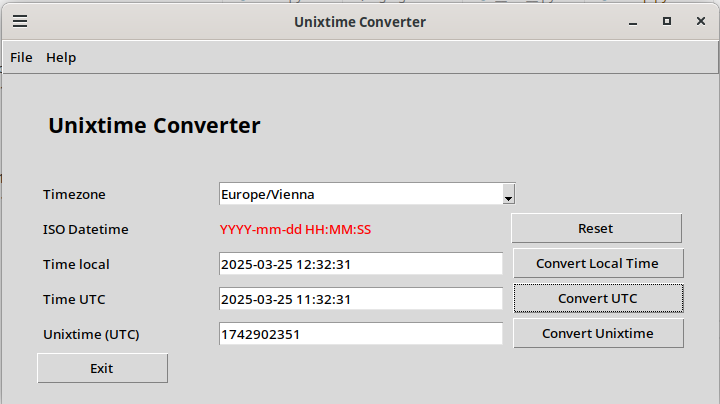 Unixtime Converter
File Help
Unixtime Converter
Timezone Europe/Vienna
ISO Datetime YYYY-mm-dd HH:MM:SS Reset
Time local 2025-03-25 12:32:31 Convert Local Time
Time UTC 2025-03-25 11:32:31 Convert UTC
Unixtime (UTC) 1742902351 Convert Unixtime
Exit